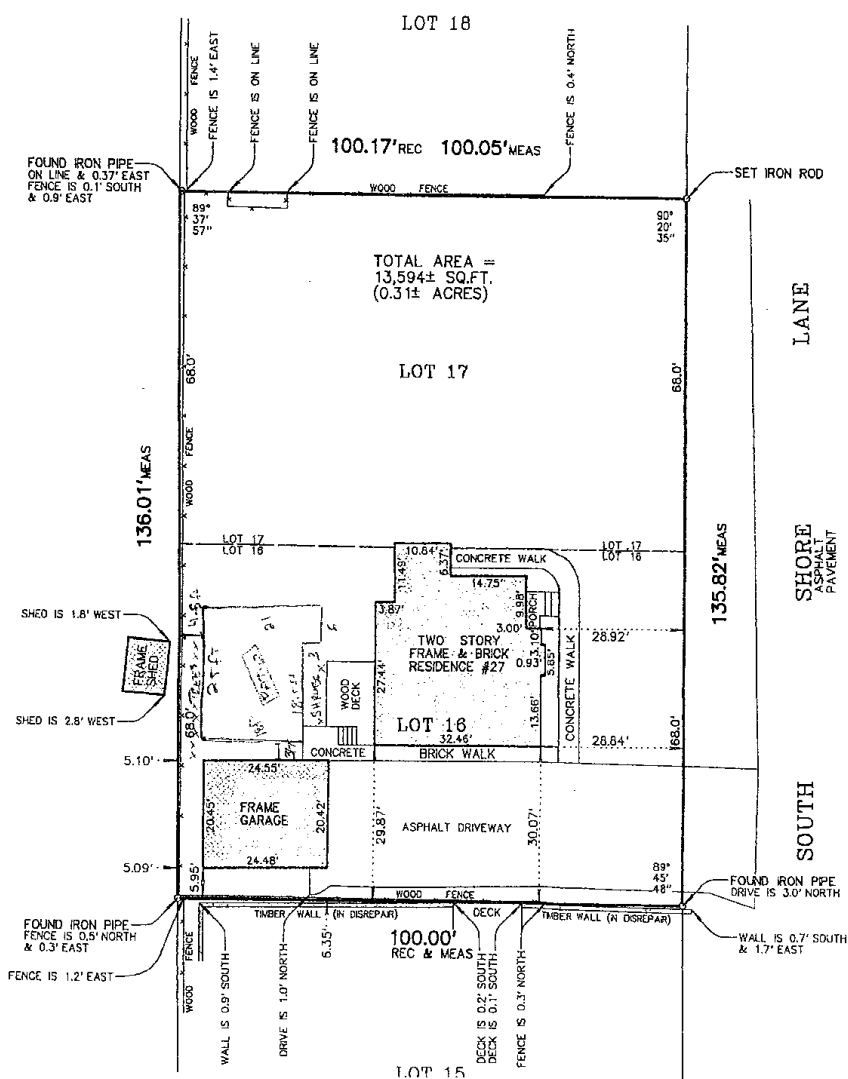 LOT 18
WOOD FENCE
FENCE IS 1.4' EAST
FENCE IS ON LINE
FENCE IS ON LINE
FENCE IS 0.4' NORTH
100.17' REC 100.05' MEAS
FOUND IRON PIPE
ON LINE & 0.37' EAST
FENCE IS 0.1' SOUTH
& 0.9' EAST
WOOD FENCE
SET IRON ROD
89°
37'
57"
90°
20'
35"
TOTAL AREA =
13,594± SQ.FT.
(0.31± ACRES)
LANE
68.0'
LOT 17
68.0'
WOOD FENCE
136.01' MEAS
135.82' MEAS
SHORE
ASPHALT
PAVEMENT
LOT 17
LOT 16
LOT 17
LOT 16
10.64'
6.37'
11.49'
CONCRETE WALK
14.75'
3.87'
9.98'
PORCH
SHED IS 1.8' WEST
FRAME
SHED
SHED IS 2.8' WEST
25 ft
21
TWO STORY
FRAME & BRICK
RESIDENCE #27
3.00'
3.10'
0.93'
5.85'
28.92'
27.44'
WOOD
DECK
CONCRETE WALK
13.66'
LOT 16
32.46'
28.64'
68.0'
68.0'
CONCRETE
BRICK WALK
5.10'
24.55'
20.45'
FRAME
GARAGE
20.42'
24.48'
29.87'
ASPHALT DRIVEWAY
30.07'
SOUTH
5.09'
5.95'
89°
45'
48"
WOOD FENCE
FOUND IRON PIPE
DRIVE IS 3.0' NORTH
FOUND IRON PIPE
FENCE IS 0.5' NORTH
& 0.3' EAST
TIMBER WALL (IN DISREPAIR)
DECK
TIMBER WALL (IN DISREPAIR)
6.35'
100.00'
REC & MEAS
WALL IS 0.7' SOUTH
& 1.7' EAST
FENCE IS 1.2' EAST
WOOD FENCE
WALL IS 0.9' SOUTH
DRIVE IS 1.0' NORTH
DECK IS 0.2' SOUTH
DECK IS 0.1' SOUTH
FENCE IS 0.3' NORTH
LOT 15